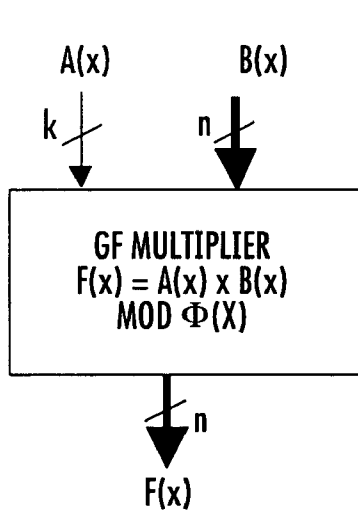 A(x) B(x)
k n
GF MULTIPLIER
F(x) = A(x) x B(x)
MOD Φ(X)
n
F(x)